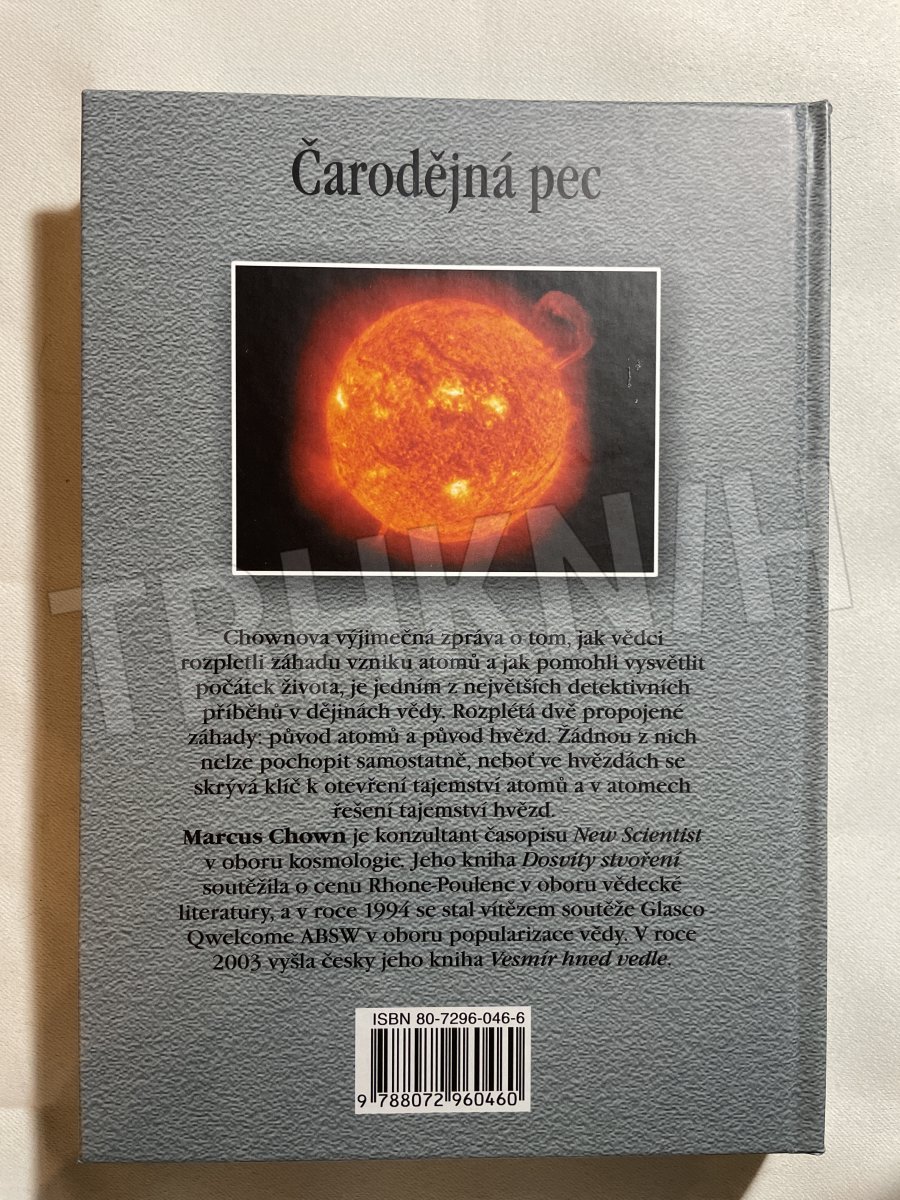 Čarodějná pec
TRHKNIH
Chownova výjimečná zpráva o tom, jak vědci
rozpletli záhadu vzniku atomů a jak pomohli vysvětlit
počátek života, je jedním z největších detektivních
příběhů v dějinách vědy. Rozplétá dvě propojené
záhady: původ atomů a původ hvězd. Žádnou z nich
nelze pochopit samostatně, neboť ve hvězdách se
skrývá klíč k otevření tajemství atomů a v atomech
řešení tajemství hvězd.
Marcus Chown je konzultant časopisu New Scientist
v oboru kosmologie. Jeho kniha Dosvity stvoření
soutěžila o cenu Rhone-Poulenc v oboru vědecké
literatury, a v roce 1994 se stal vítězem soutěže Glasco
Qwelcome ABSW v oboru popularizace vědy. V roce
2003 vyšla česky jeho kniha Vesmír hned vedle.
ISBN 80-7296-046-6
9 788072 960460